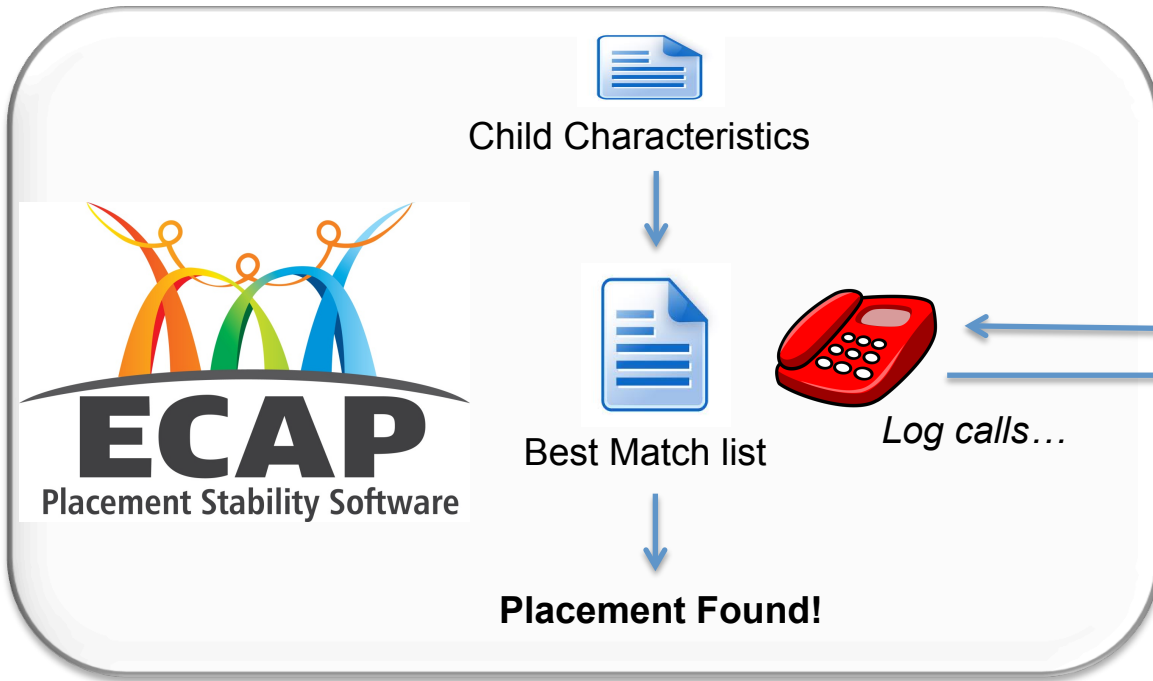 Child Characteristics
ECAP
Placement Stability Software
Best Match list
Log calls…
Placement Found!